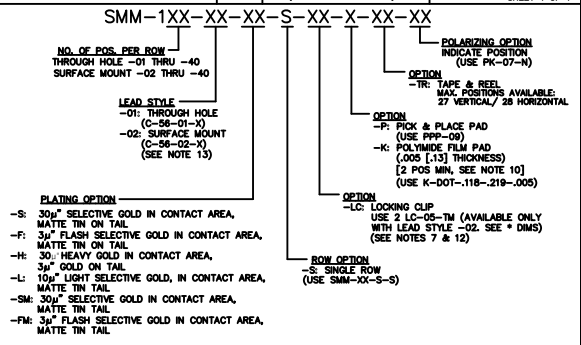 SMM-1XX-XX-XX-S-XX-X-XX-XX
NO. OF POS. PER ROW
THROUGH HOLE -01 THRU -40
SURFACE MOUNT -02 THRU -40
LEAD STYLE
-01: THROUGH HOLE
(C-56-01-X)
-02: SURFACE MOUNT
(C-56-02-X)
(SEE NOTE 13)
PLATING OPTION
-S: 30µ" SELECTIVE GOLD IN CONTACT AREA,
MATTE TIN ON TAIL
-F: 3µ" FLASH SELECTIVE GOLD IN CONTACT AREA,
MATTE TIN ON TAIL
-H: 30µ" HEAVY GOLD IN CONTACT AREA,
3µ" GOLD ON TAIL
-L: 10µ" LIGHT SELECTIVE GOLD, IN CONTACT AREA,
MATTE TIN TAIL
-SM: 30µ" SELECTIVE GOLD IN CONTACT AREA,
MATTE TIN TAIL
-FM: 3µ" FLASH SELECTIVE GOLD IN CONTACT AREA,
MATTE TIN TAIL
POLARIZING OPTION
INDICATE POSITION
(USE PK-07-N)
OPTION
-TR: TAPE & REEL
MAX. POSITIONS AVAILABLE:
27 VERTICAL/ 28 HORIZONTAL
OPTION
-P: PICK & PLACE PAD
(USE PPP-09)
-K: POLYIMIDE FILM PAD
(.005 [.13] THICKNESS)
[2 POS MIN, SEE NOTE 10]
(USE K-DOT-.118-.219-.005)
OPTION
-LC: LOCKING CLIP
USE 2 LC-05-TM (AVAILABLE ONLY
WITH LEAD STYLE -02. SEE * DIMS)
(SEE NOTES 7 & 12)
ROW OPTION
-S: SINGLE ROW
(USE SMM-XX-S-S)